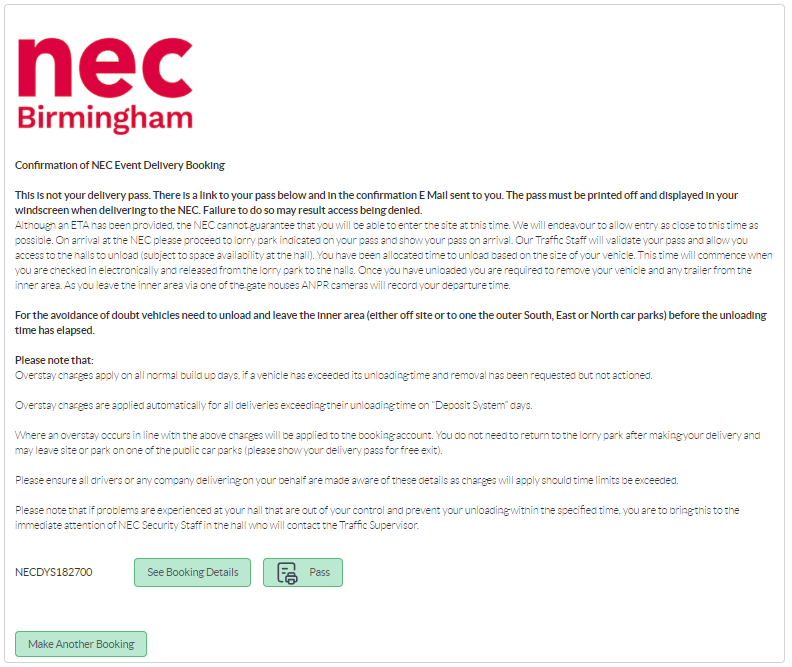 nec
Birmingham
Confirmation of NEC Event Delivery Booking
This is not your delivery pass. There is a link to your pass below and in the confirmation E Mail sent to you. The pass must be printed off and displayed in your
windscreen when delivering to the NEC. Failure to do so may result access being denied.
Although an ETA has been provided, the NEC cannot guarantee that you will be able to enter the site at this time. We will endeavour to allow entry as close to this time as
possible. On arrival at the NEC please proceed to lorry park indicated on your pass and show your pass on arrival. Our Traffic Staff will validate your pass and allow you
access to the halls to unload (subject to space availability at the hall). You have been allocated time to unload based on the size of your vehicle. This time will commence when
you are checked in electronically and released from the lorry park to the halls. Once you have unloaded you are required to remove your vehicle and any trailer from the
inner area. As you leave the inner area via one of the gate houses ANPR cameras will record your departure time.
For the avoidance of doubt vehicles need to unload and leave the inner area (either off site or to one the outer South, East or North car parks) before the unloading
time has elapsed.
Please note that:
Overstay charges apply on all normal build up days, if a vehicle has exceeded its unloading time and removal has been requested but not actioned.
Overstay charges are applied automatically for all deliveries exceeding their unloading time on "Deposit System" days.
Where an overstay occurs in line with the above charges will be applied to the booking account. You do not need to return to the lorry park after making your delivery and
may leave site or park on one of the public car parks (please show your delivery pass for free exit).
Please ensure all drivers or any company delivering on your behalf are made aware of these details as charges will apply should time limits be exceeded.
Please note that if problems are experienced at your hall that are out of your control and prevent your unloading within the specified time, you are to bring this to the
immediate attention of NEC Security Staff in the hall who will contact the Traffic Supervisor.
NECDYS182700 See Booking Details Pass
Make Another Booking